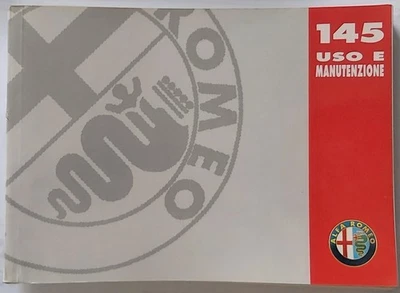 ROMEO
145
USO E
MANUTENZIONE
ALFA ROMEO